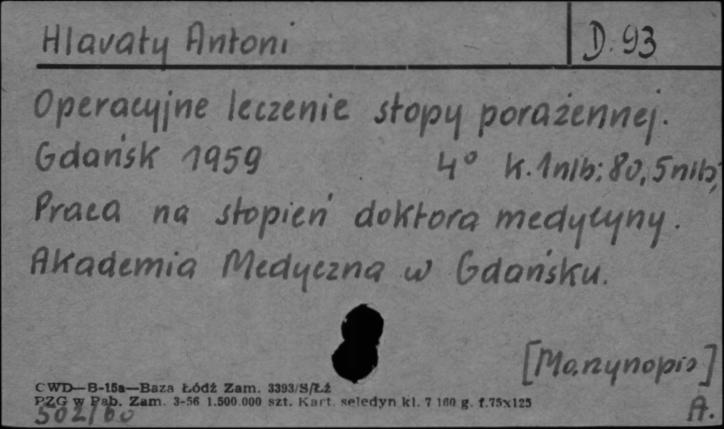 Hlavaty Antoni D. 93
Operacyjne leczenie stopy porażennej.
Gdańsk 1959 4° k. 1nlb; 80, 5nlb;
Praca na stopień doktora medycyny.
Akademia Medyczna w Gdańsku.
[Maszynopis]
CWD—B-15a—Baza Łódź Zam. 3393/S/Łż
PZG w Pab. Zam. 3-56 1.500.000 szt. Kart. seledyn kl. 7 160 g. f.75x125
502/60 A.